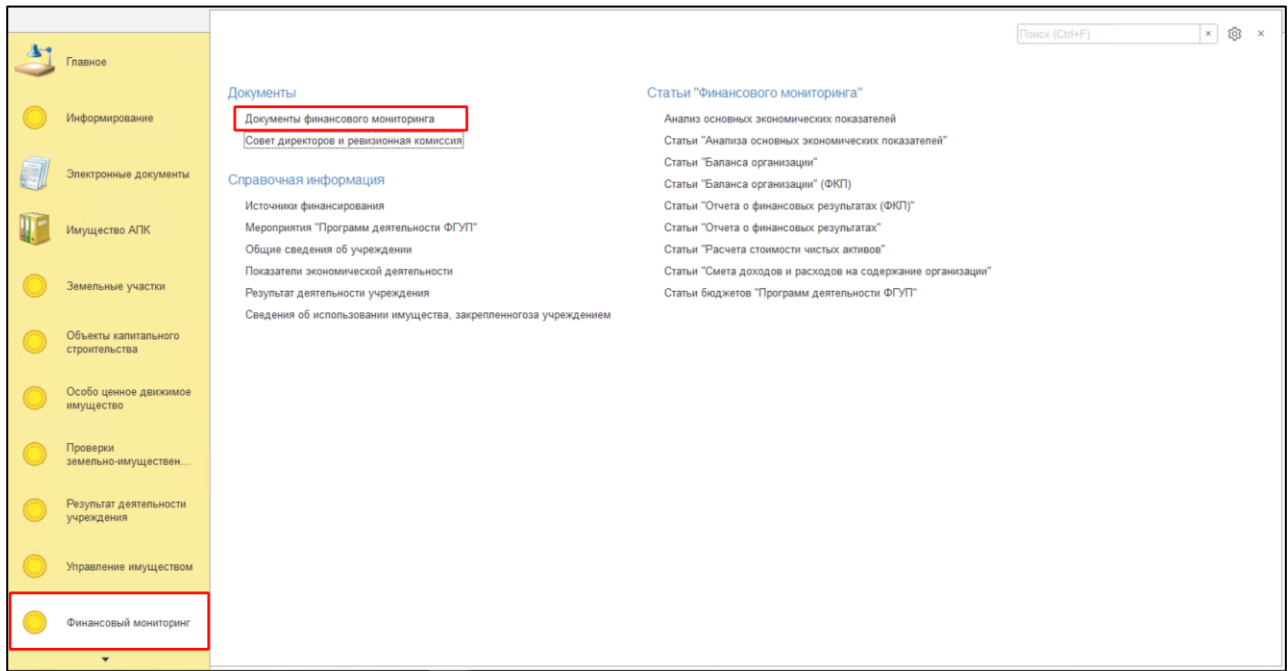 Поиск (Ctrl+F)
Главное
Информирование
Электронные документы
Имущество АПК
Земельные участки
Объекты капитального
строительства
Особо ценное движимое
имущество
Проверки
земельно-имуществен...
Результат деятельности
учреждения
Управление имуществом
Финансовый мониторинг
Документы
Документы финансового мониторинга
Совет директоров и ревизионная комиссия
Справочная информация
Источники финансирования
Мероприятия "Программ деятельности ФГУП"
Общие сведения об учреждении
Показатели экономической деятельности
Результат деятельности учреждения
Сведения об использовании имущества, закрепленногоза учреждением
Статьи "Финансового мониторинга"
Анализ основных экономических показателей
Статьи "Анализа основных экономических показателей"
Статьи "Баланса организации"
Статьи "Баланса организации" (ФКП)
Статьи "Отчета о финансовых результатах (ФКП)"
Статьи "Отчета о финансовых результатах"
Статьи "Расчета стоимости чистых активов"
Статьи "Смета доходов и расходов на содержание организации"
Статьи бюджетов "Программ деятельности ФГУП"